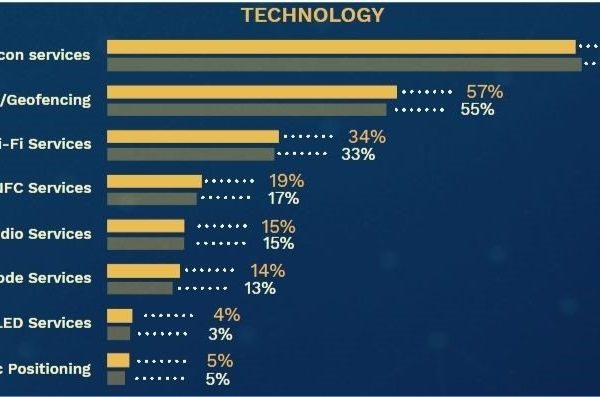 TECHNOLOGY
con services
/Geofencing
57%
55%
i-Fi Services
34%
33%
NFC Services
19%
17%
dio Services
15%
15%
ode Services
14%
13%
LED Services
4%
3%
c Positioning
5%
5%